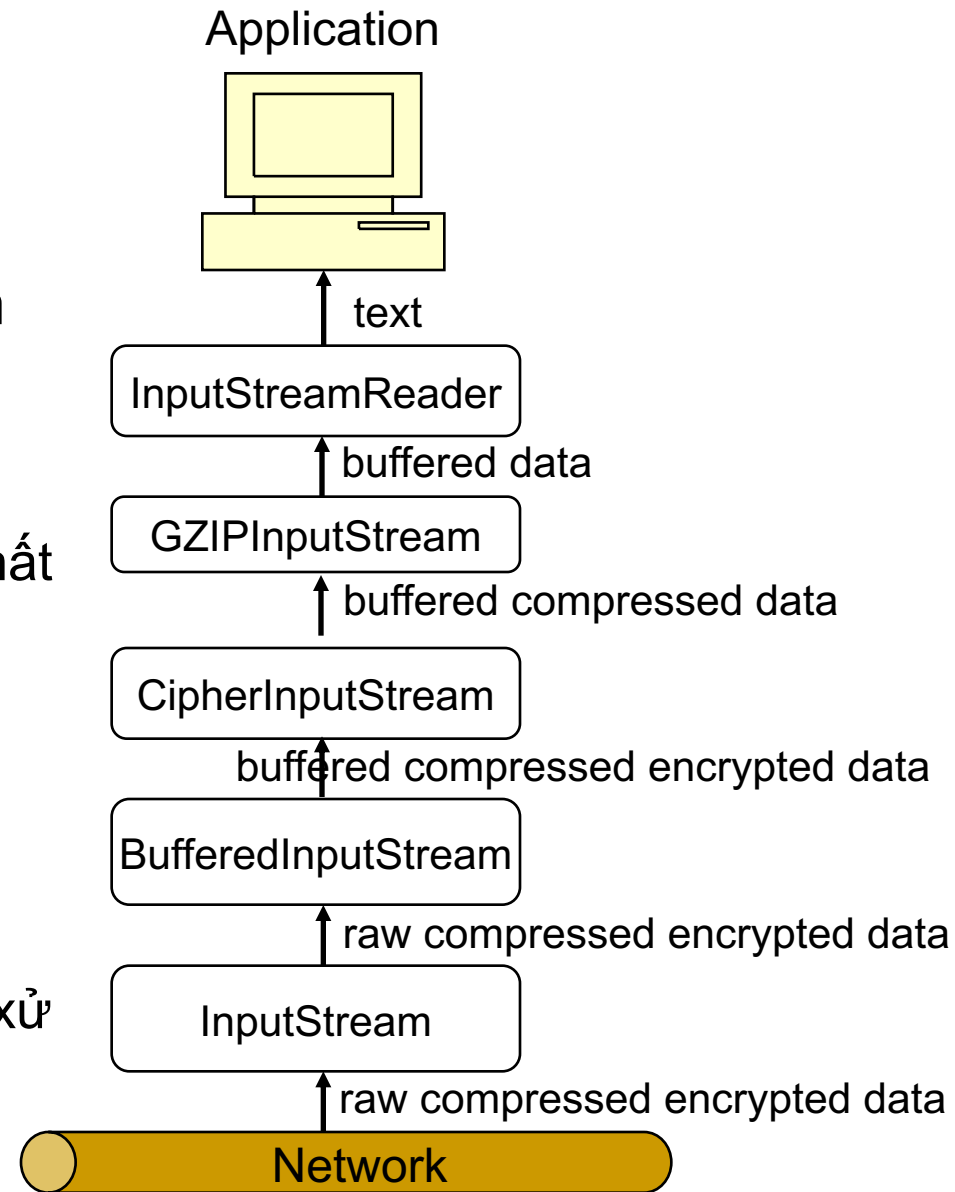 Application
text
InputStreamReader
buffered data
GZIPInputStream
buffered compressed data
CipherInputStream
buffered compressed encrypted data
BufferedInputStream
raw compressed encrypted data
xử
InputStream
raw compressed encrypted data
Network